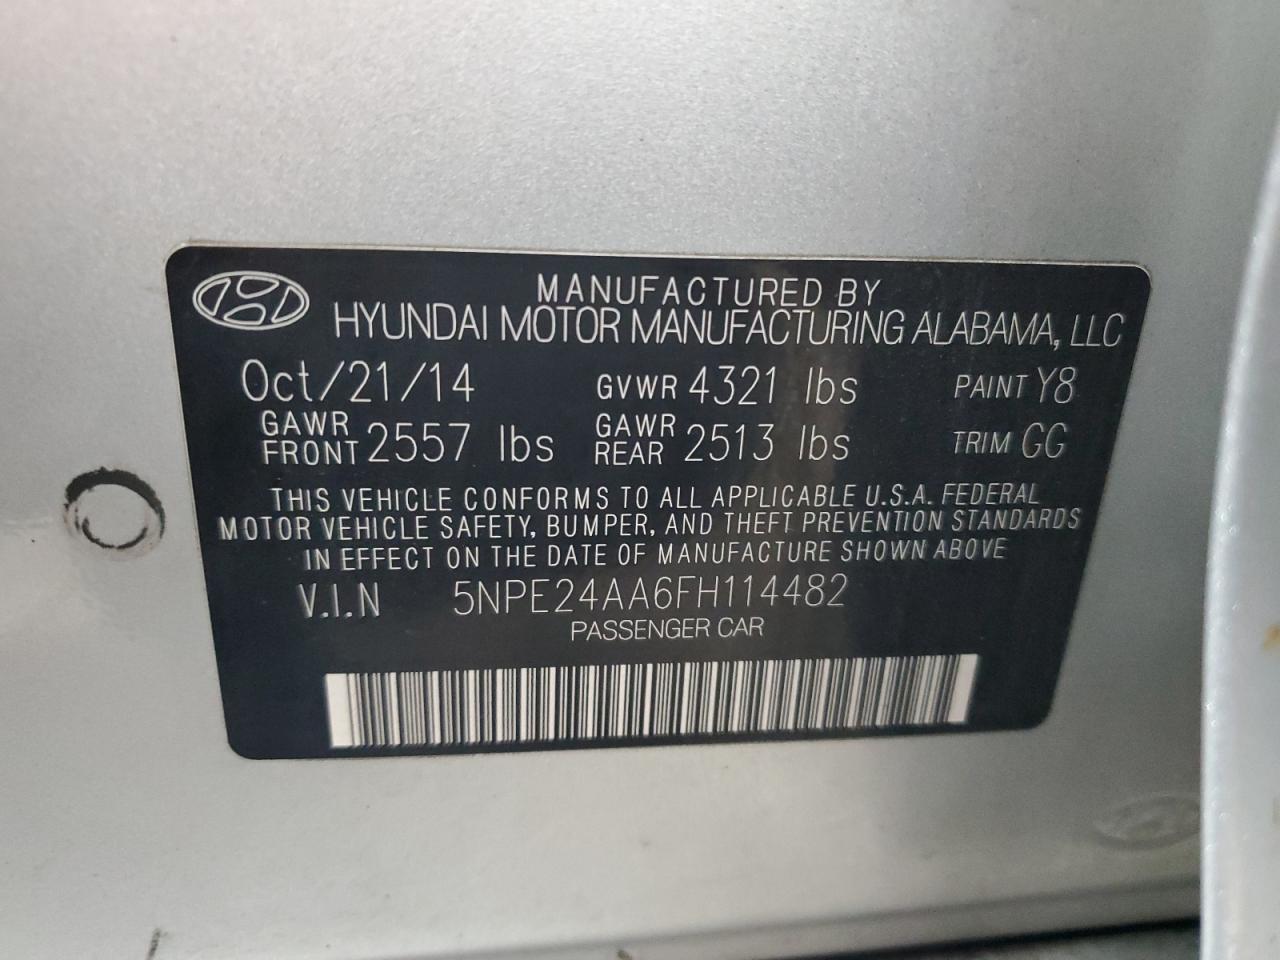 MANUFACTURED BY
HYUNDAI MOTOR MANUFACTURING ALABAMA, LLC
Oct/21/14 GVWR 4321 lbs PAINT Y8
GAWR FRONT 2557 lbs GAWR REAR 2513 lbs TRIM GG
THIS VEHICLE CONFORMS TO ALL APPLICABLE U.S.A. FEDERAL
MOTOR VEHICLE SAFETY, BUMPER, AND THEFT PREVENTION STANDARDS
IN EFFECT ON THE DATE OF MANUFACTURE SHOWN ABOVE
V.I.N 5NPE24AA6FH114482
PASSENGER CAR